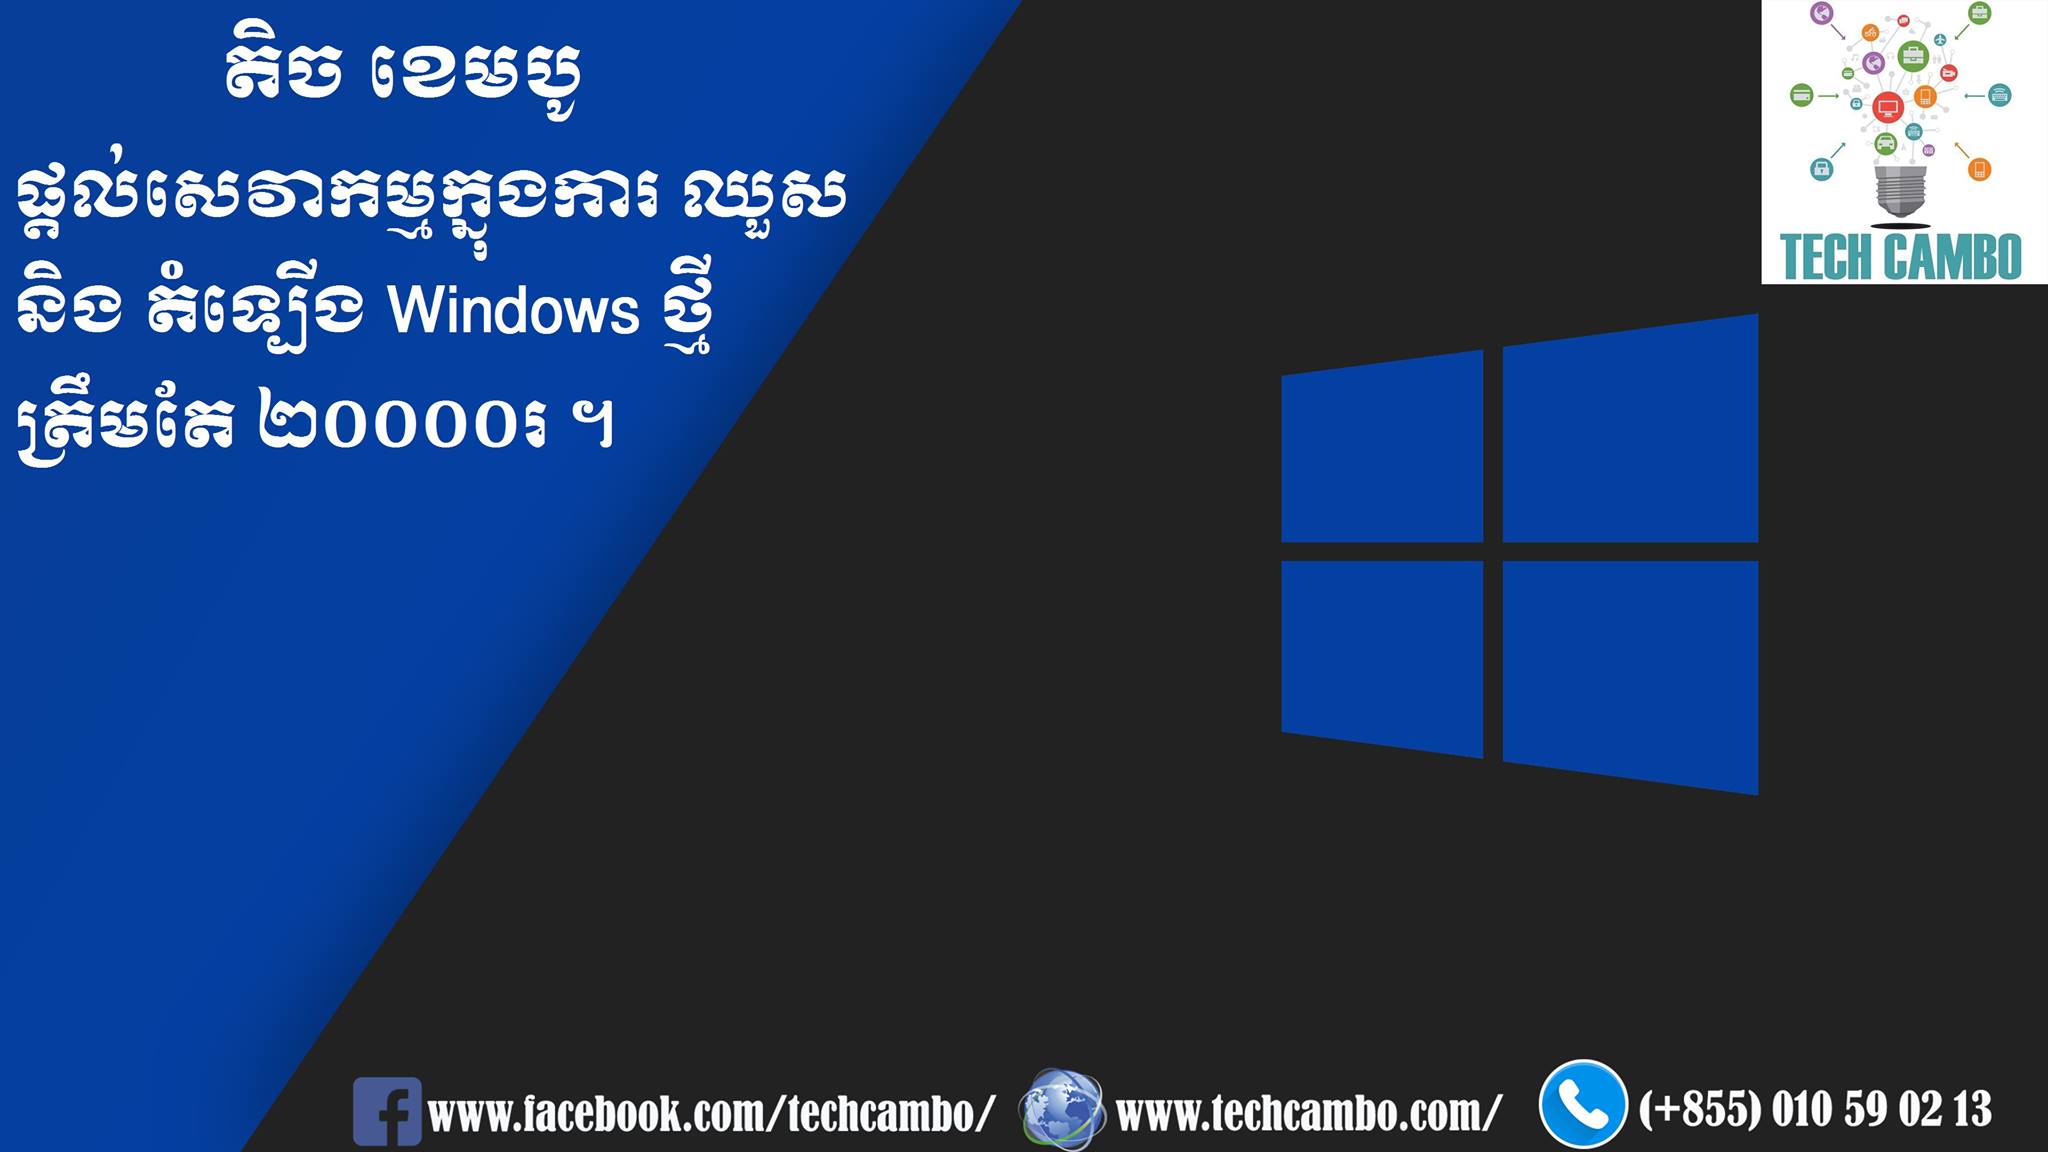 តិច ខេមបូ
ផ្តល់សេវាកម្មក្នុងការ ឈួស
និង តំឡើង Windows ថ្មី
ត្រឹមតែ ២០០០០រ ។
TECH CAMBO
www.facebook.com/techcambo/ www.techcambo.com/ (+855) 010 59 02 13